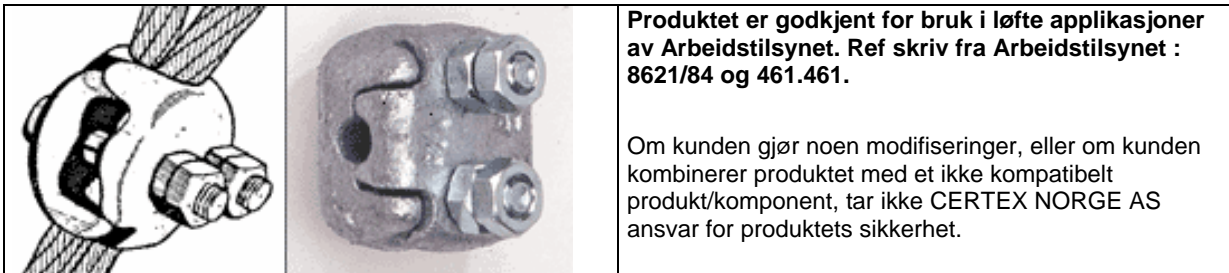 Produktet er godkjent for bruk i løfte applikasjoner
av Arbeidstilsynet. Ref skriv fra Arbeidstilsynet :
8621/84 og 461.461.
Om kunden gjør noen modifiseringer, eller om kunden
kombinerer produktet med et ikke kompatibelt
produkt/komponent, tar ikke CERTEX NORGE AS
ansvar for produktets sikkerhet.